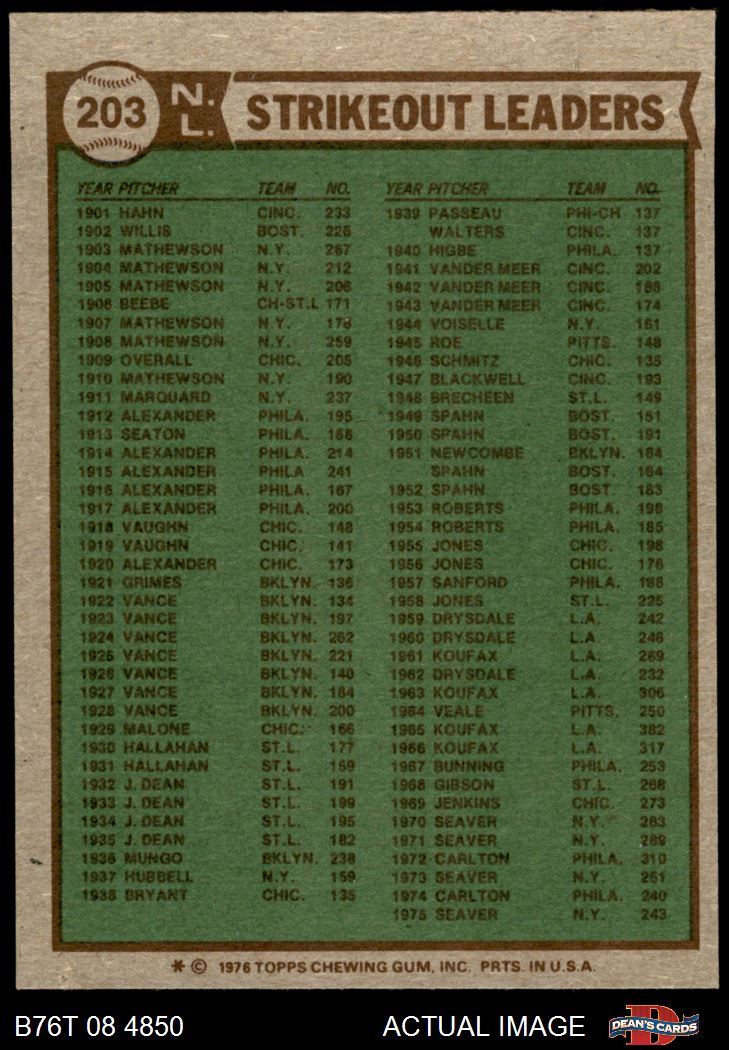 203 N. L. STRIKEOUT LEADERS
YEAR PITCHER TEAM NO.
1901 HAHN CINC. 233
1902 WILLIS BOST. 226
1903 MATHEWSON N.Y. 267
1904 MATHEWSON N.Y. 212
1905 MATHEWSON N.Y. 206
1906 BEEBE CH-ST.L 171
1907 MATHEWSON N.Y. 178
1908 MATHEWSON N.Y. 259
1909 OVERALL CHIC. 205
1910 MATHEWSON N.Y. 190
1911 MARQUARD N.Y. 237
1912 ALEXANDER PHILA. 195
1913 SEATON PHILA. 168
1914 ALEXANDER PHILA. 214
1915 ALEXANDER PHILA 241
1916 ALEXANDER PHILA. 167
1917 ALEXANDER PHILA. 200
1918 VAUGHN CHIC. 148
1919 VAUGHN CHIC. 141
1920 ALEXANDER CHIC. 173
1921 GRIMES BKLYN. 136
1922 VANCE BKLYN. 134
1923 VANCE BKLYN. 197
1924 VANCE BKLYN. 262
1925 VANCE BKLYN. 221
1926 VANCE BKLYN. 140
1927 VANCE BKLYN. 184
1928 VANCE BKLYN. 200
1929 MALONE CHIC. 166
1930 HALLAHAN ST.L. 177
1931 HALLAHAN ST.L. 159
1932 J. DEAN ST.L. 191
1933 J. DEAN ST.L. 199
1934 J. DEAN ST.L. 195
1935 J. DEAN ST.L. 182
1936 MUNGO BKLYN. 238
1937 HUBBELL N.Y. 159
1938 BRYANT CHIC. 135
YEAR PITCHER TEAM NO.
1939 PASSEAU PHI-CH 137
WALTERS CINC. 137
1940 HIGBE PHILA. 137
1941 VANDER MEER CINC. 202
1942 VANDER MEER CINC. 186
1943 VANDER MEER CINC. 174
1944 VOISELLE N.Y. 161
1945 ROE PITTS. 148
1946 SCHMITZ CHIC. 135
1947 BLACKWELL CINC. 193
1948 BRECHEEN ST.L. 149
1949 SPAHN BOST. 151
1950 SPAHN BOST. 191
1951 NEWCOMBE BKLYN. 164
SPAHN BOST. 164
1952 SPAHN BOST. 183
1953 ROBERTS PHILA. 198
1954 ROBERTS PHILA. 185
1955 JONES CHIC. 198
1956 JONES CHIC. 176
1957 SANFORD PHILA. 188
1958 JONES ST.L. 225
1959 DRYSDALE L.A. 242
1960 DRYSDALE L.A. 246
1961 KOUFAX L.A. 269
1962 DRYSDALE L.A. 232
1963 KOUFAX L.A. 306
1964 VEALE PITTS. 250
1965 KOUFAX L.A. 382
1966 KOUFAX L.A. 317
1967 BUNNING PHILA. 253
1968 GIBSON ST.L. 268
1969 JENKINS CHIC. 273
1970 SEAVER N.Y. 283
1971 SEAVER N.Y. 289
1972 CARLTON PHILA. 310
1973 SEAVER N.Y. 251
1974 CARLTON PHILA. 240
1975 SEAVER N.Y. 243
* © 1976 TOPPS CHEWING GUM, INC. PRTS. IN U.S.A.
B76T 08 4850 ACTUAL IMAGE D DEAN'S CARDS